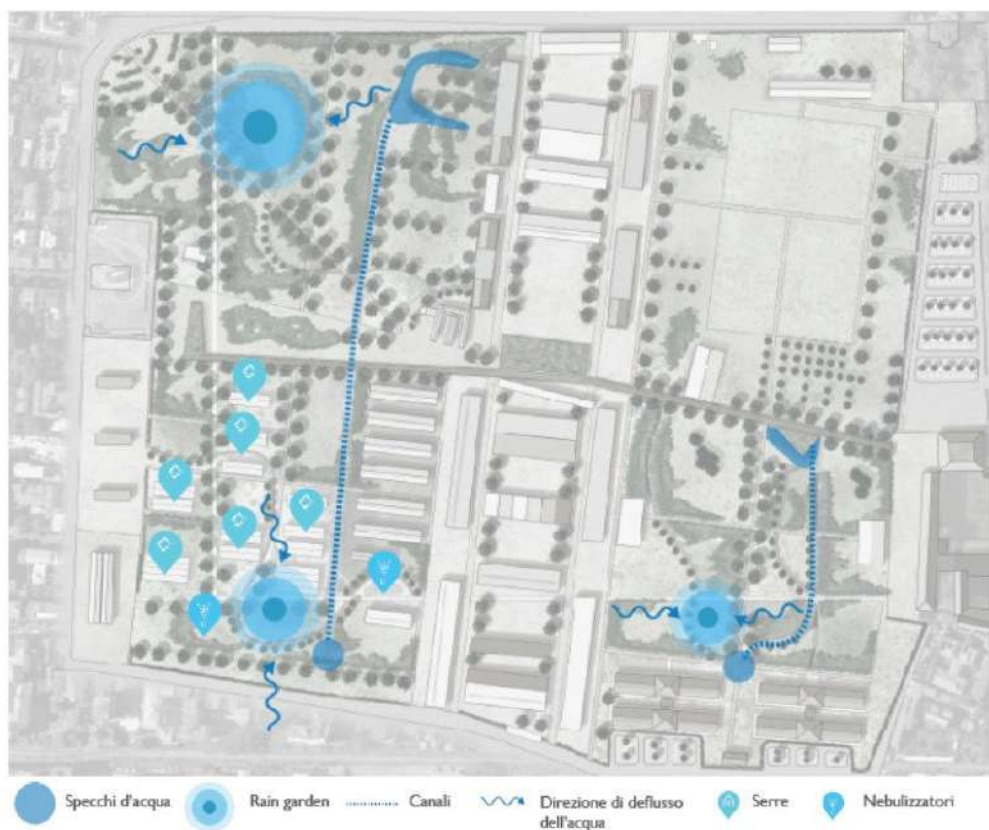 Specchi d'acqua
Rain garden
Canali
Direzione di deflusso
dell'acqua
Serre
Nebulizzatori